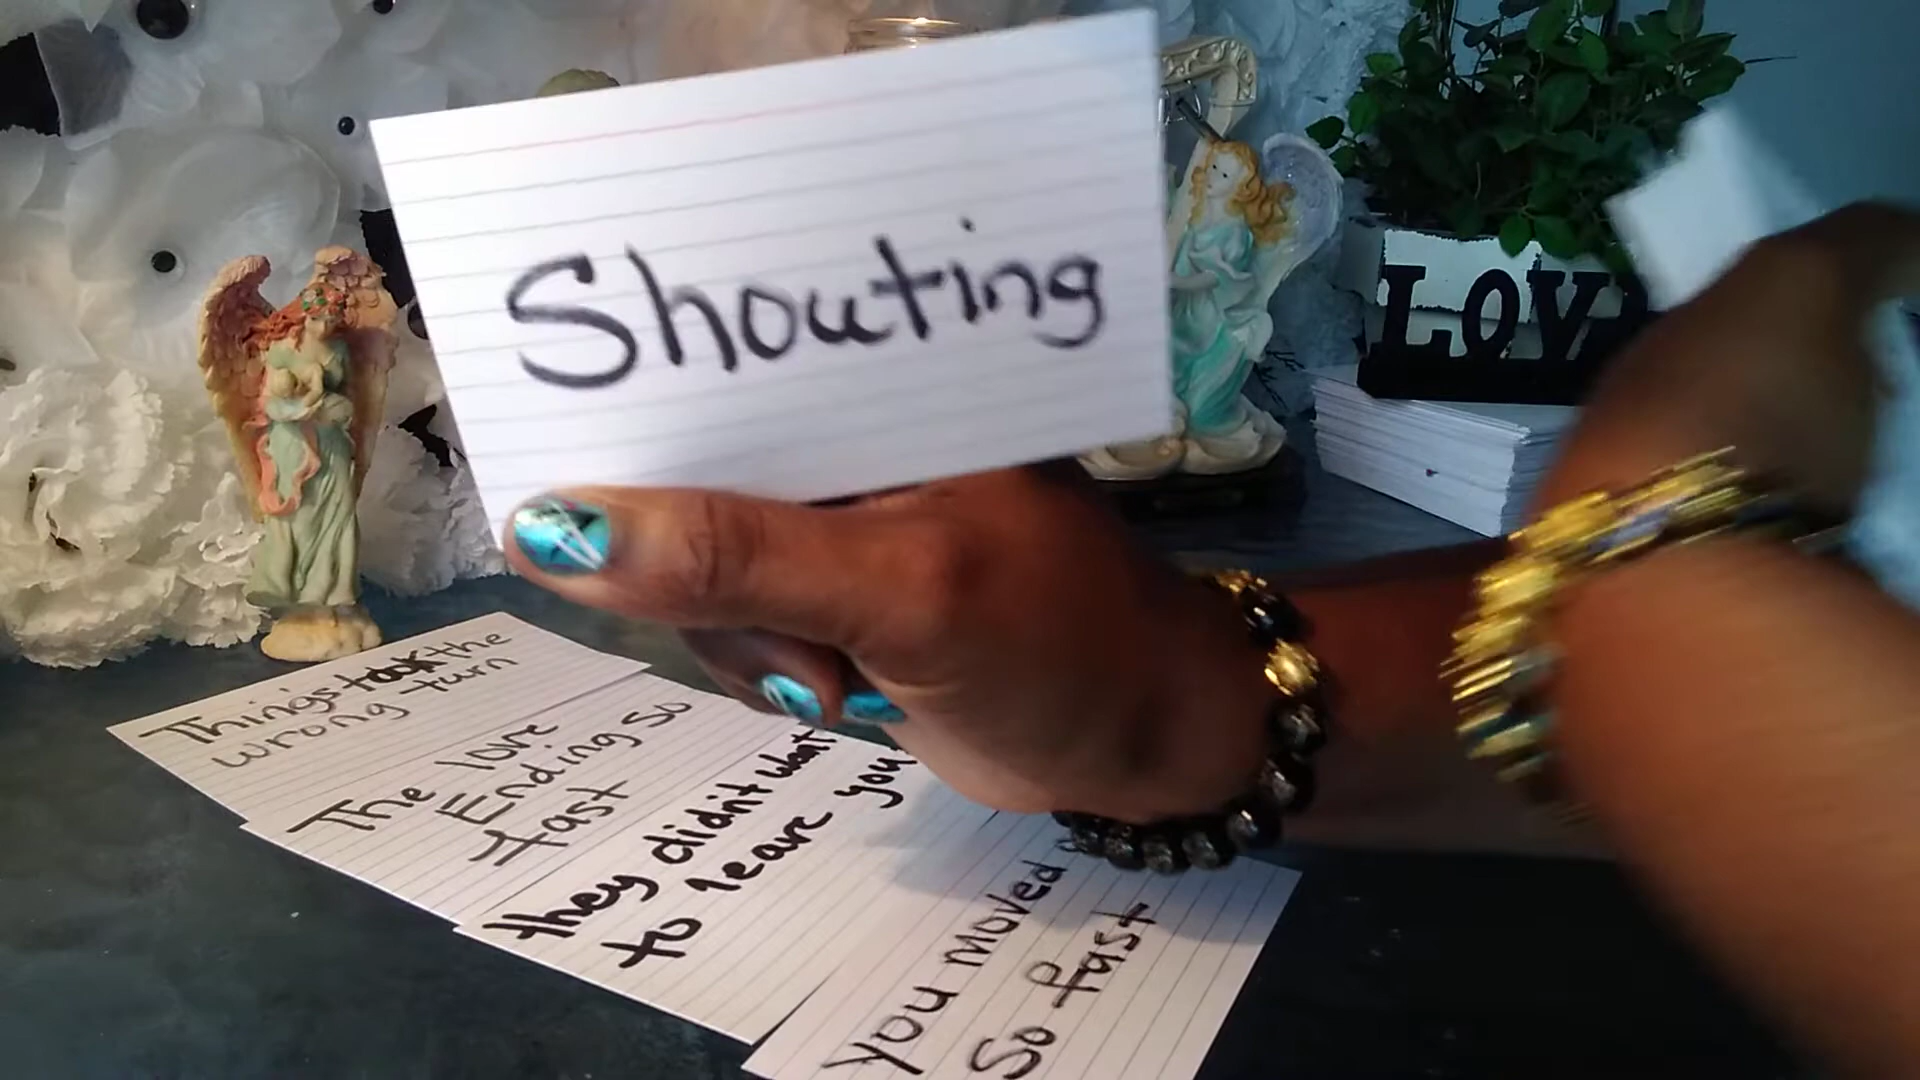 Shouting
LOVE
Things took the
wrong turn
The love
Ending so
fast
they didn't want
to leave you
you moved
So fast